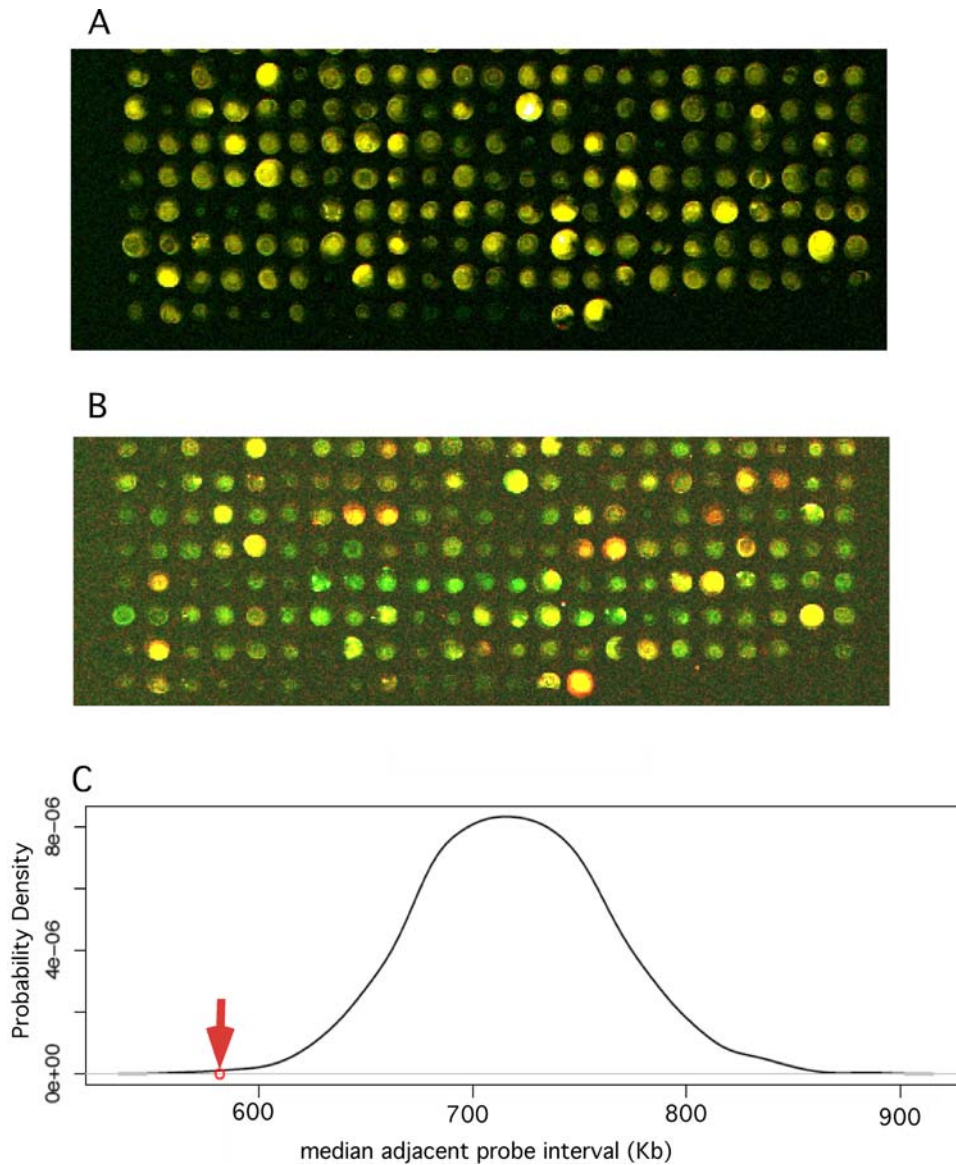 A
B
C
Probability Density
8e-06
4e-06
0e+00
600
700
800
900
median adjacent probe interval (Kb)